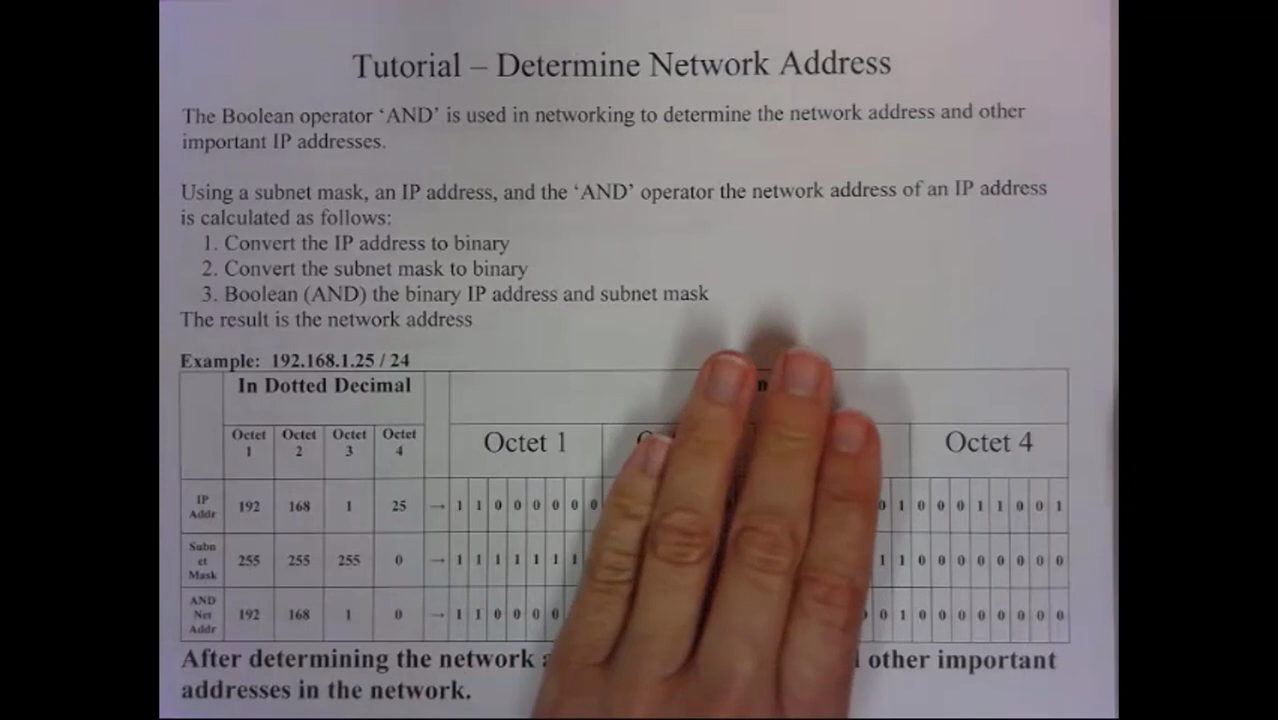 Tutorial – Determine Network Address
The Boolean operator ‘AND’ is used in networking to determine the network address and other
important IP addresses.
Using a subnet mask, an IP address, and the ‘AND’ operator the network address of an IP address
is calculated as follows:
1. Convert the IP address to binary
2. Convert the subnet mask to binary
3. Boolean (AND) the binary IP address and subnet mask
The result is the network address
Example: 192.168.1.25 / 24
In Dotted Decimal
Octet 1 Octet 2 Octet 3 Octet 4 Octet 1 Octet 4
IP Addr 192 168 1 25 → 1 1 0 0 0 0 0 0 0 1 0 0 0 1 1 0 0 1
Subnet Mask 255 255 255 0 → 1 1 1 1 1 1 1 1 1 0 0 0 0 0 0 0 0
AND Net Addr 192 168 1 0 → 1 1 0 0 0 0 0 1 0 0 0 0 0 0 0 0
After determining the network other important
addresses in the network.